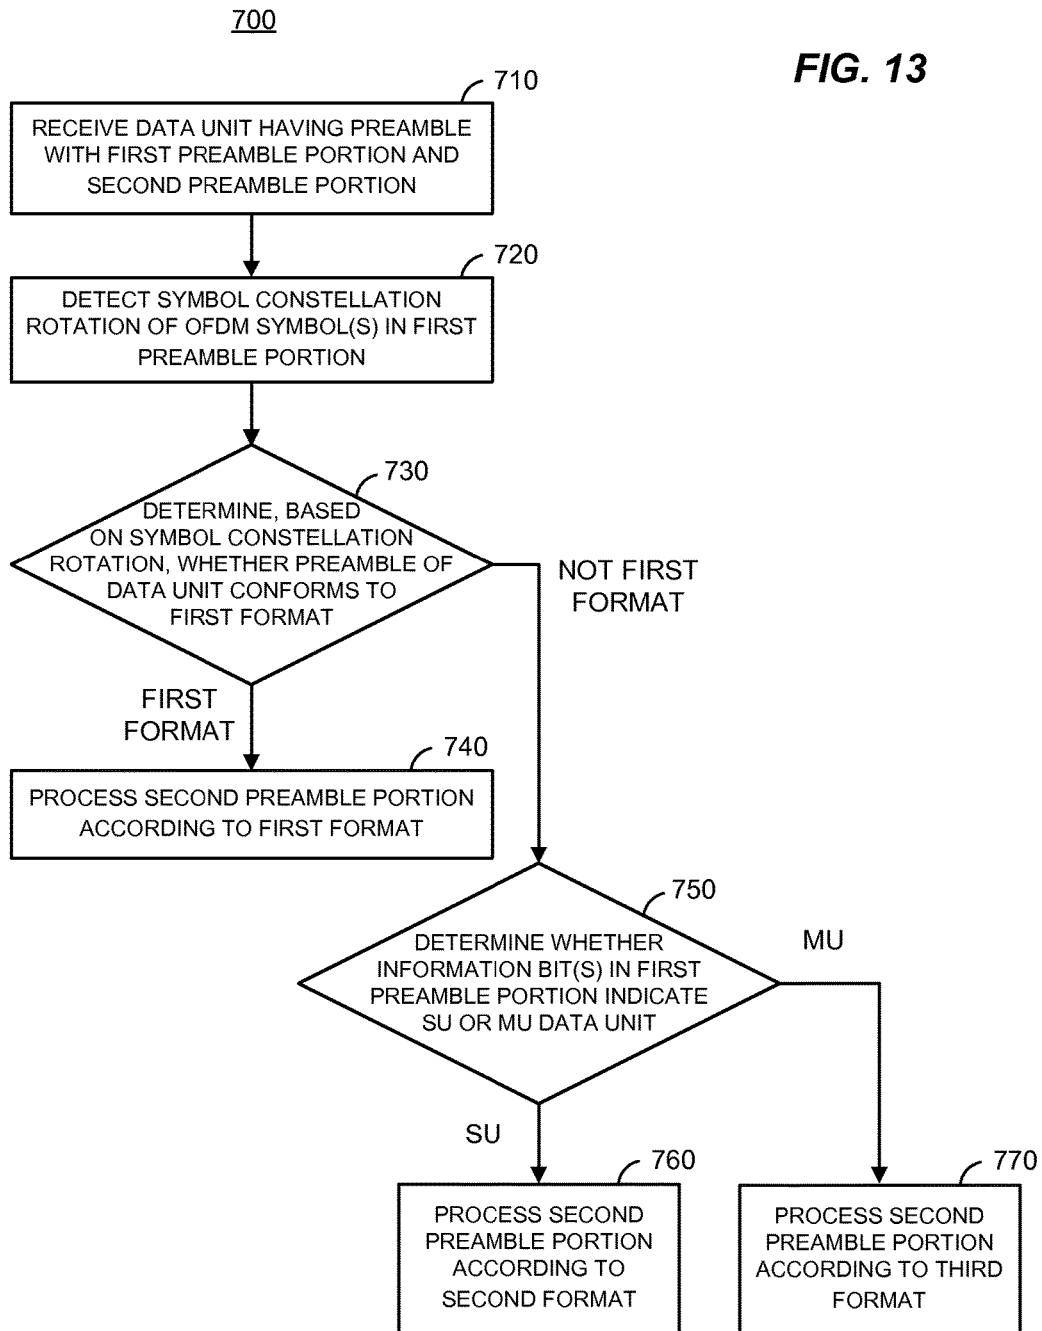 700
FIG. 13
710
RECEIVE DATA UNIT HAVING PREAMBLE
WITH FIRST PREAMBLE PORTION AND
SECOND PREAMBLE PORTION
720
DETECT SYMBOL CONSTELLATION
ROTATION OF OFDM SYMBOL(S) IN FIRST
PREAMBLE PORTION
730
DETERMINE, BASED
ON SYMBOL CONSTELLATION
ROTATION, WHETHER PREAMBLE OF
DATA UNIT CONFORMS TO
FIRST FORMAT
NOT FIRST
FORMAT
FIRST
FORMAT
740
PROCESS SECOND PREAMBLE PORTION
ACCORDING TO FIRST FORMAT
750
DETERMINE WHETHER
INFORMATION BIT(S) IN FIRST
PREAMBLE PORTION INDICATE
SU OR MU DATA UNIT
MU
SU
760
PROCESS SECOND
PREAMBLE PORTION
ACCORDING TO
SECOND FORMAT
770
PROCESS SECOND
PREAMBLE PORTION
ACCORDING TO THIRD
FORMAT